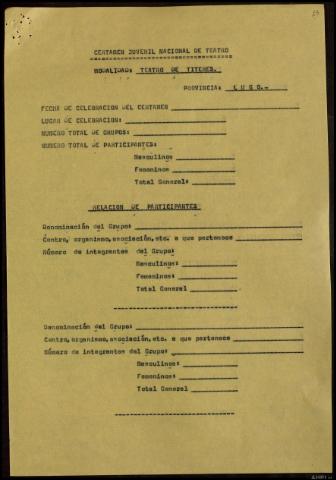 CERTAMEN JUVENIL NACIONAL DE TEATRO
MODALIDAD: TEATRO DE TITERES.
PROVINCIA: LUGO.-
FECHA DE CELEBRACION DEL CERTAMEN
LUGAR DE CELEBRACION:
NUMERO TOTAL DE GRUPOS:
NUMERO TOTAL DE PARTICIPANTES:
Masculinos
Femeninos
Total General:
RELACION DE PARTICIPANTES
Denominación del Grupo:
Centro, organismo, asociación, etc. a que pertenece
Número de integrantes del Grupo:
Masculinos:
Femeninos:
Total General
Denominación del Grupo:
Centro, organismo, asociación, etc. a que pertenece
Número de integrantes del Grupo:
Masculinos:
Femeninos:
Total General